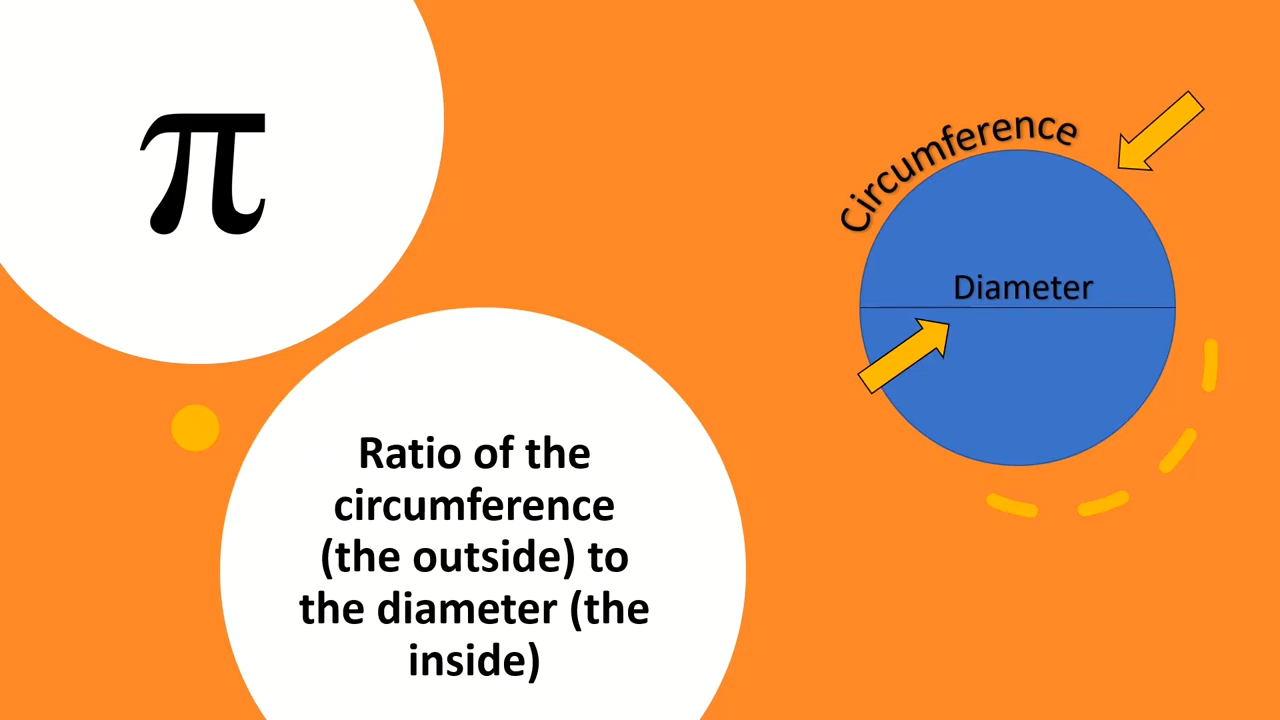 π
Ratio of the
circumference
(the outside) to
the diameter (the
inside)
Circumference
Diameter